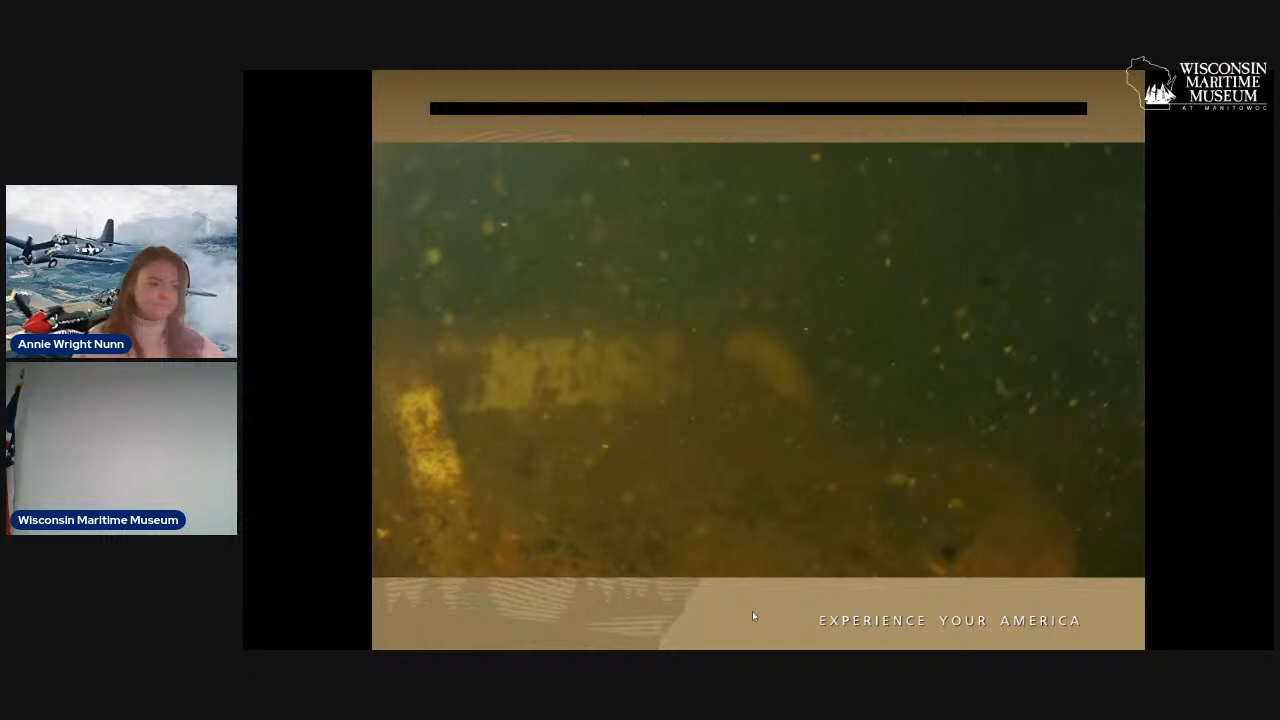 WISCONSIN
MARITIME
MUSEUM
AT MANITOWOC
Annie Wright Nunn
Wisconsin Maritime Museum
EXPERIENCE YOUR AMERICA